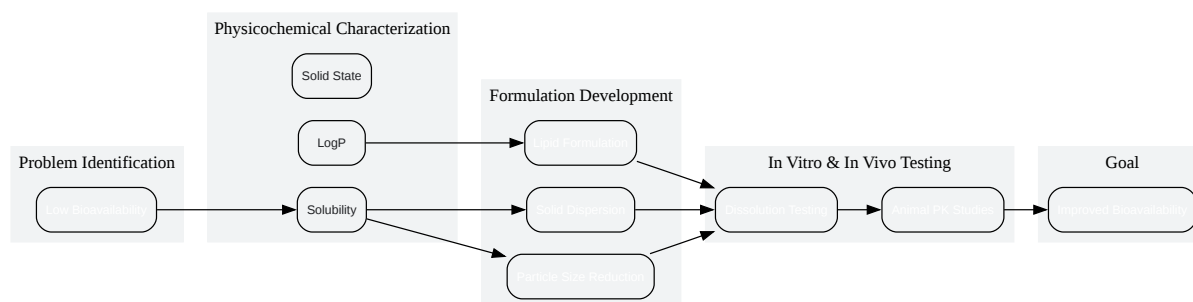 Physicochemical Characterization
Solid State
Formulation Development
LogP
Lipid Formulation
Problem Identification
In Vitro & In Vivo Testing
Goal
Low Bioavailability
Solubility
Solid Dispersion
Dissolution Testing
Animal PK Studies
Improved Bioavailability
Particle Size Reduction